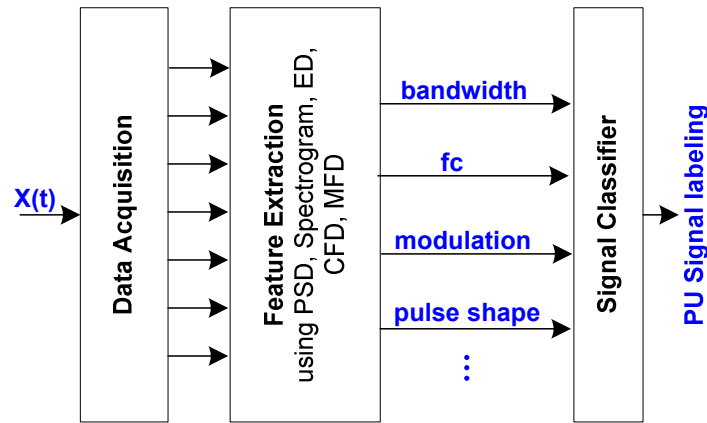 X(t)
Data Acquisition
Feature Extraction
using PSD, Spectrogram, ED,
CFD, MFD
bandwidth
fc
modulation
pulse shape
...
Signal Classifier
PU Signal labeling